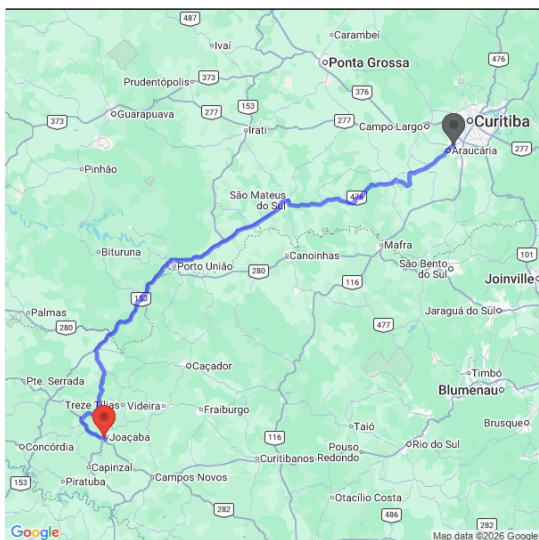 487
Carambeí
Ivaí
476
Ponta Grossa
373
Prudentópolis
376
153
277
Curitiba
Guarapuava
Campo Largo
373
277
Irati
Araucária
277
Pinhão
São Mateus
do Sul
476
Bituruna
Mafra
Porto União
Canoinhas
101
280
São Bento
do Sul
153
116
Joinville
Palmas
280
Jaraguá do Sul
477
Caçador
Pte. Serrada
Timbó
Treze Tílias
Videira
Fraiburgo
Blumenau
Taió
Brusque
Joaçaba
116
Rio do Sul
Concórdia
Pouso
Redondo
Curitibanos
Capinzal
Campos Novos
153
Piratuba
Otacílio Costa
282
486
282
Google
Map data ©2026 Google